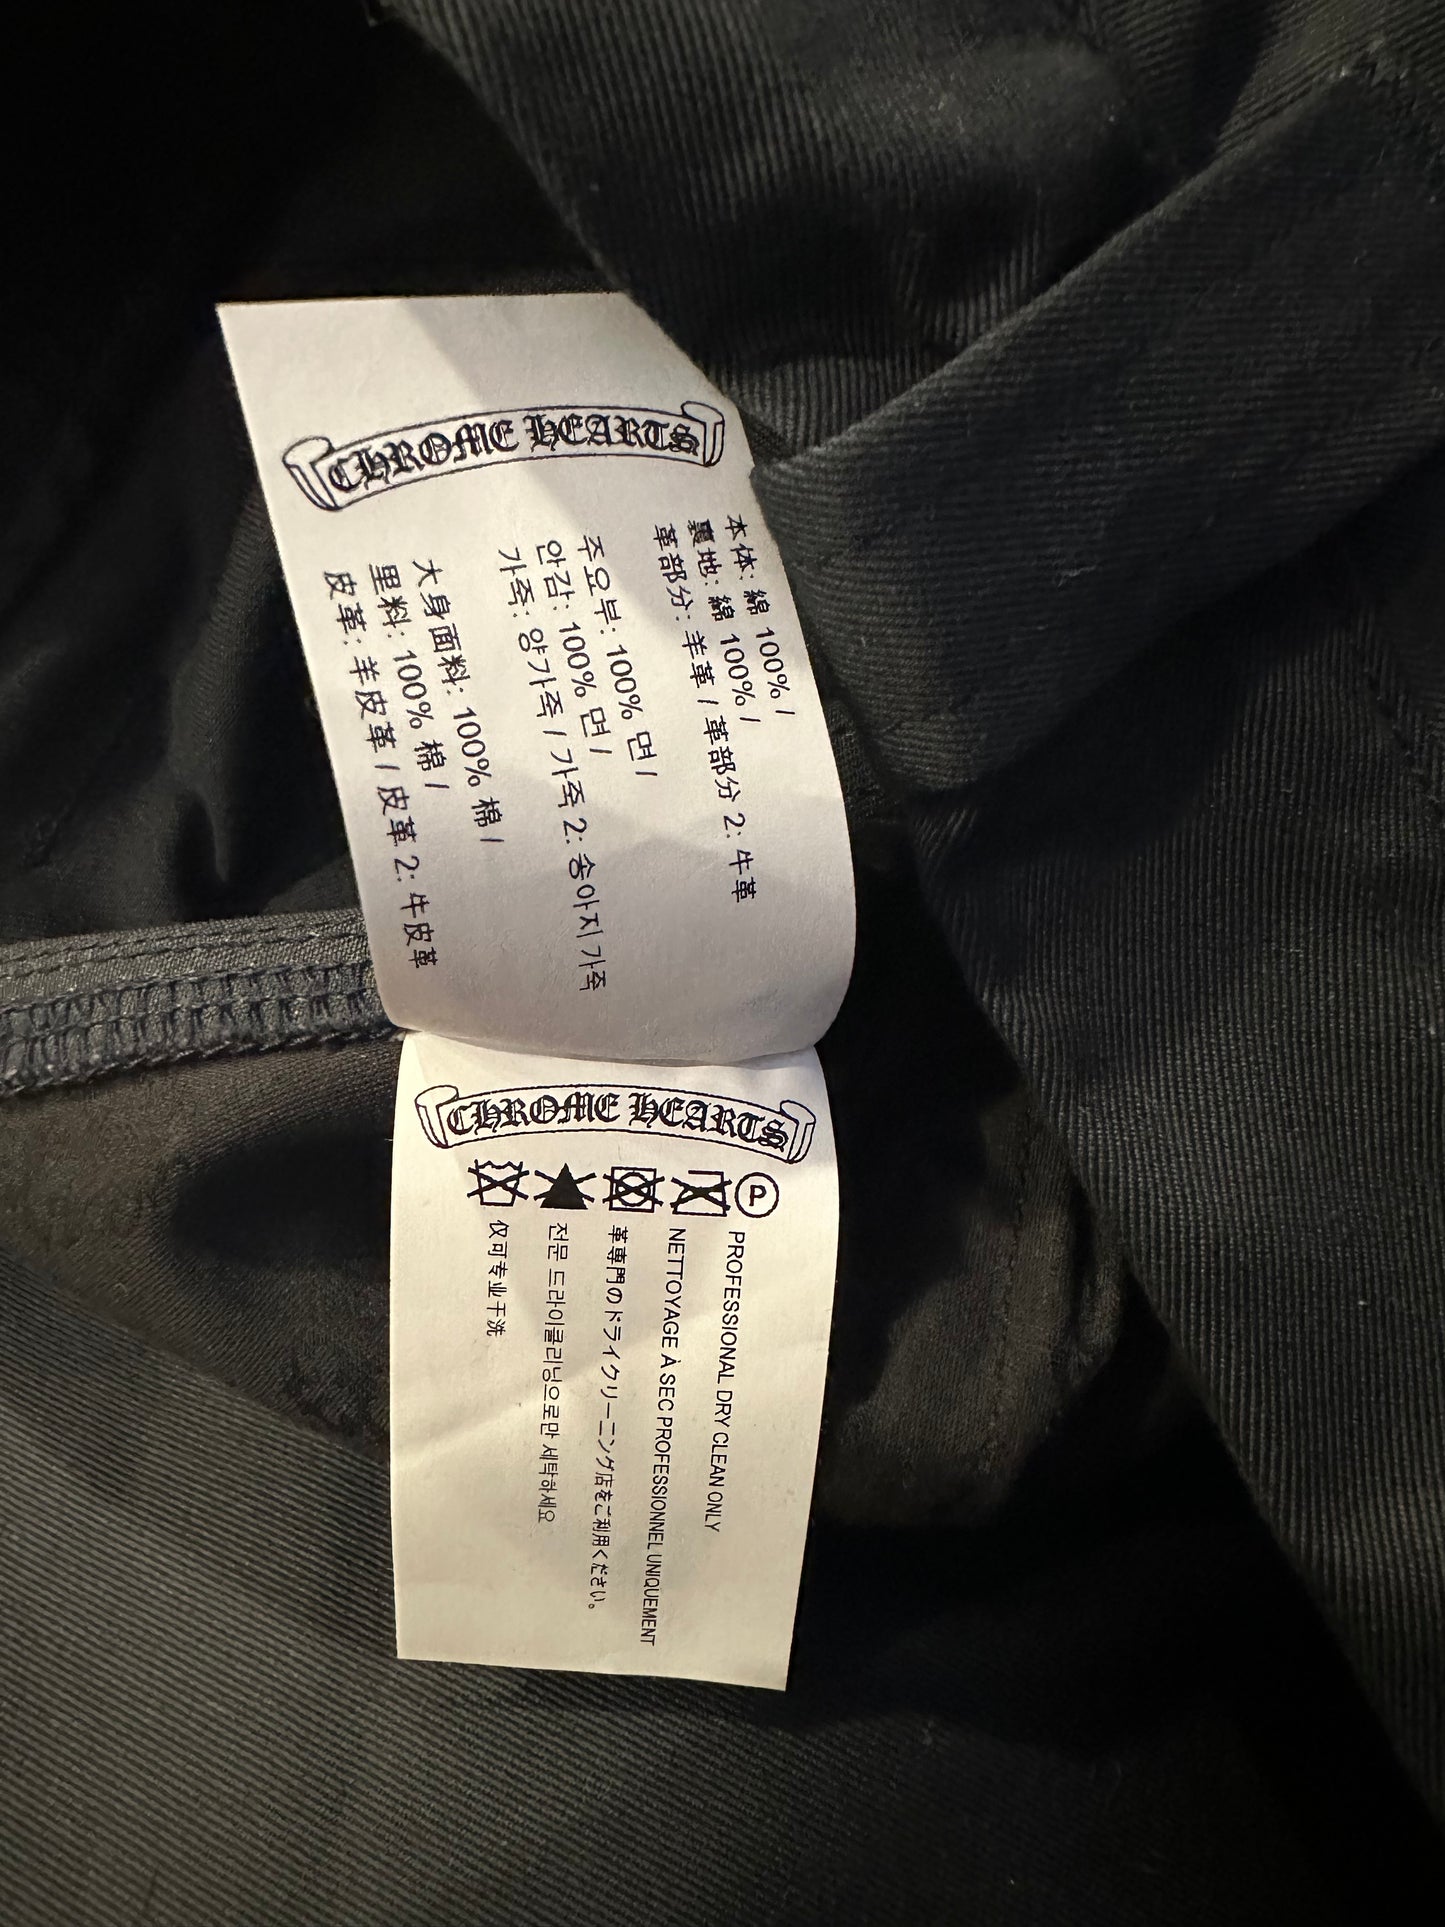 CHROME HEARTS
本体: 綿 100% /
裏地: 綿 100% /
革部分: 羊革 / 革部分 2: 牛革
주요부: 100% 면 /
안감: 100% 면 /
가죽: 양가죽 / 가죽 2: 송아지 가죽
大身面料: 100% 棉 /
里料: 100% 棉 /
皮革: 羊皮革 / 皮革 2: 牛皮革
CHROME HEARTS
P PROFESSIONAL DRY CLEAN ONLY
NETTOYAGE À SEC PROFESSIONNEL UNIQUEMENT
革専門のドライクリーニング店をご利用ください。
전문 드라이클리닝으로만 세탁하세요
仅可专业干洗